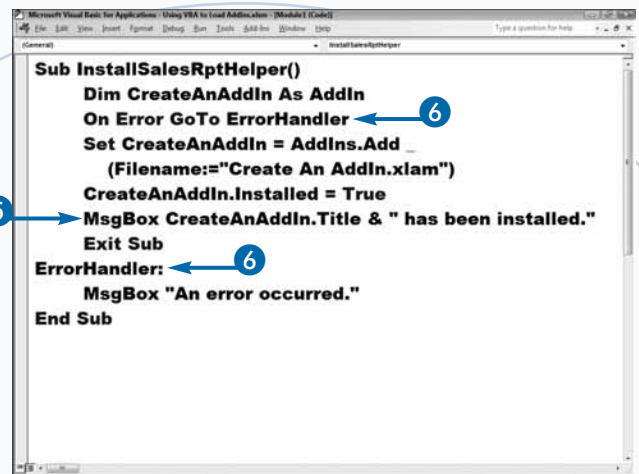 Microsoft Visual Basic for Applications - Using VBA to Load AddIns.xlsm - [Module1 (Code)]
File Edit View Insert Format Debug Run Tools Add-Ins Window Help Type a question for help
(General) InstallSalesRptHelper
Sub InstallSalesRptHelper()
Dim CreateAnAddIn As AddIn
On Error GoTo ErrorHandler 6
Set CreateAnAddIn = AddIns.Add _
(Filename:="Create An AddIn.xlam")
CreateAnAddIn.Installed = True
MsgBox CreateAnAddIn.Title & " has been installed."
Exit Sub
ErrorHandler: 6
MsgBox "An error occurred."
End Sub